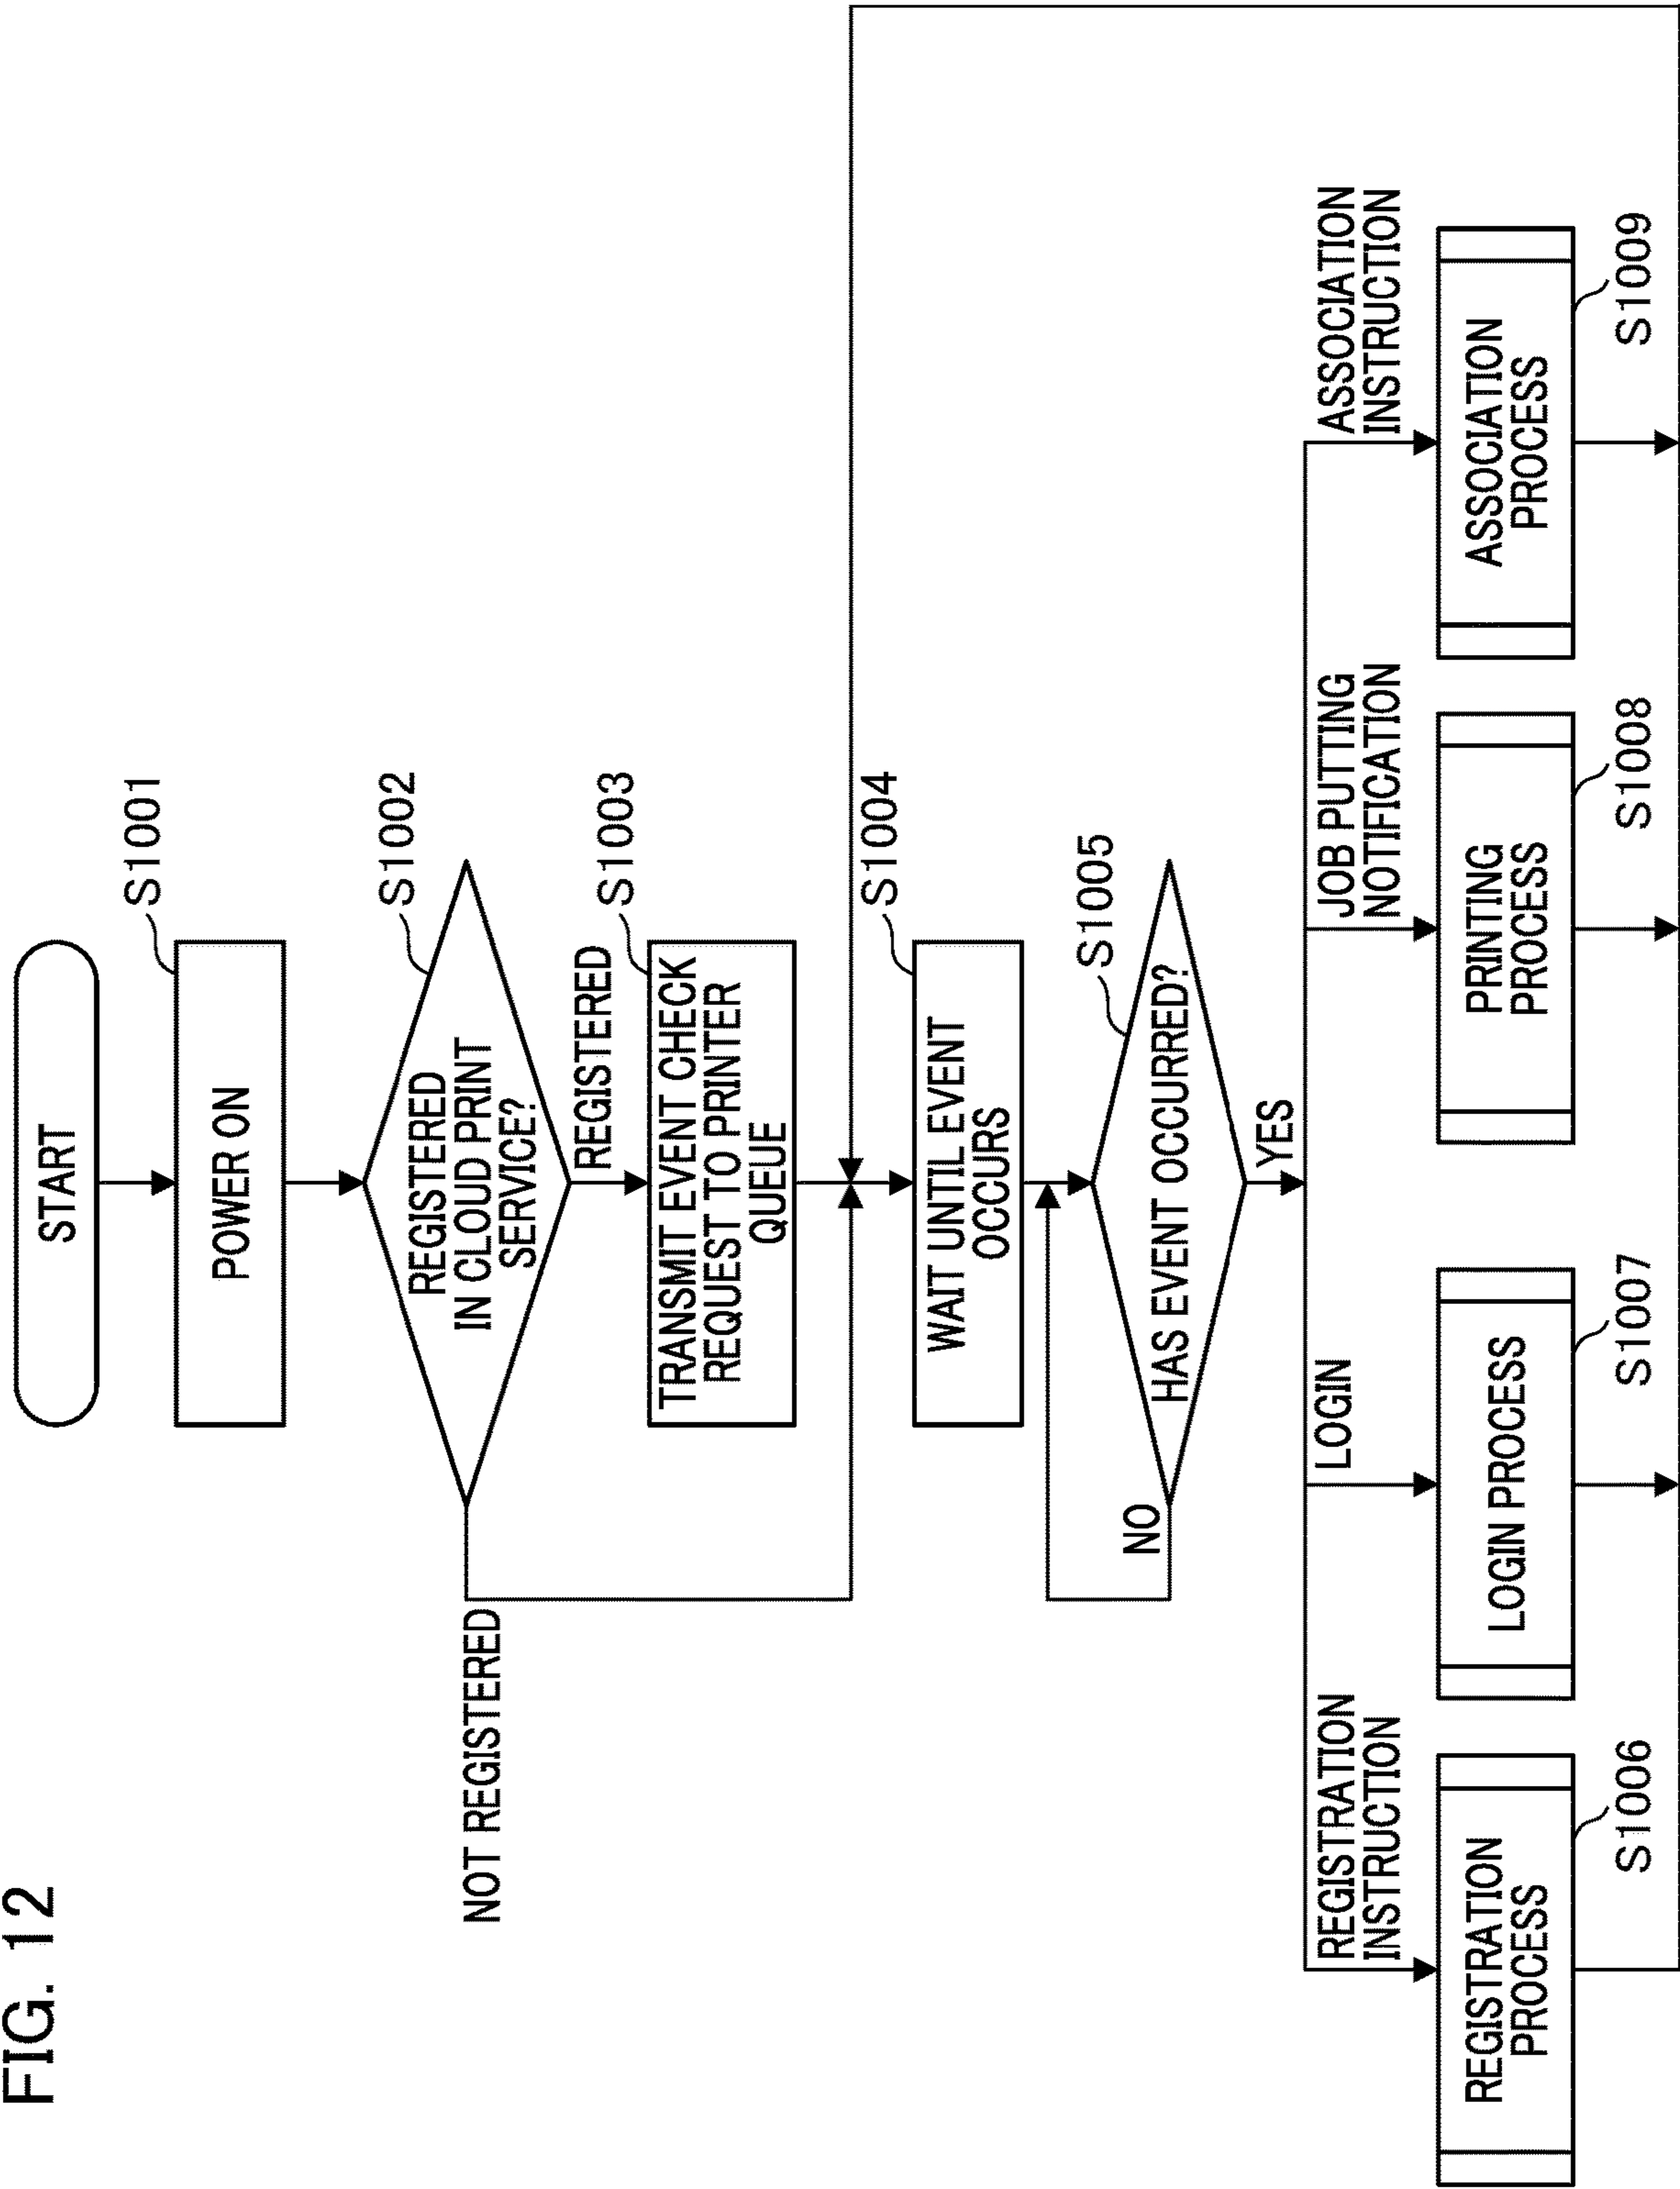 FIG. 12
START
S1001
POWER ON
S1002
REGISTERED
IN CLOUD PRINT
SERVICE?
NOT REGISTERED
REGISTERED
S1003
TRANSMIT EVENT CHECK
REQUEST TO PRINTER
QUEUE
S1004
WAIT UNTIL EVENT
OCCURS
S1005
HAS EVENT OCCURRED?
NO
YES
REGISTRATION
INSTRUCTION
LOGIN
JOB PUTTING
NOTIFICATION
ASSOCIATION
INSTRUCTION
REGISTRATION
PROCESS
LOGIN PROCESS
PRINTING
PROCESS
ASSOCIATION
PROCESS
S1006
S1007
S1008
S1009